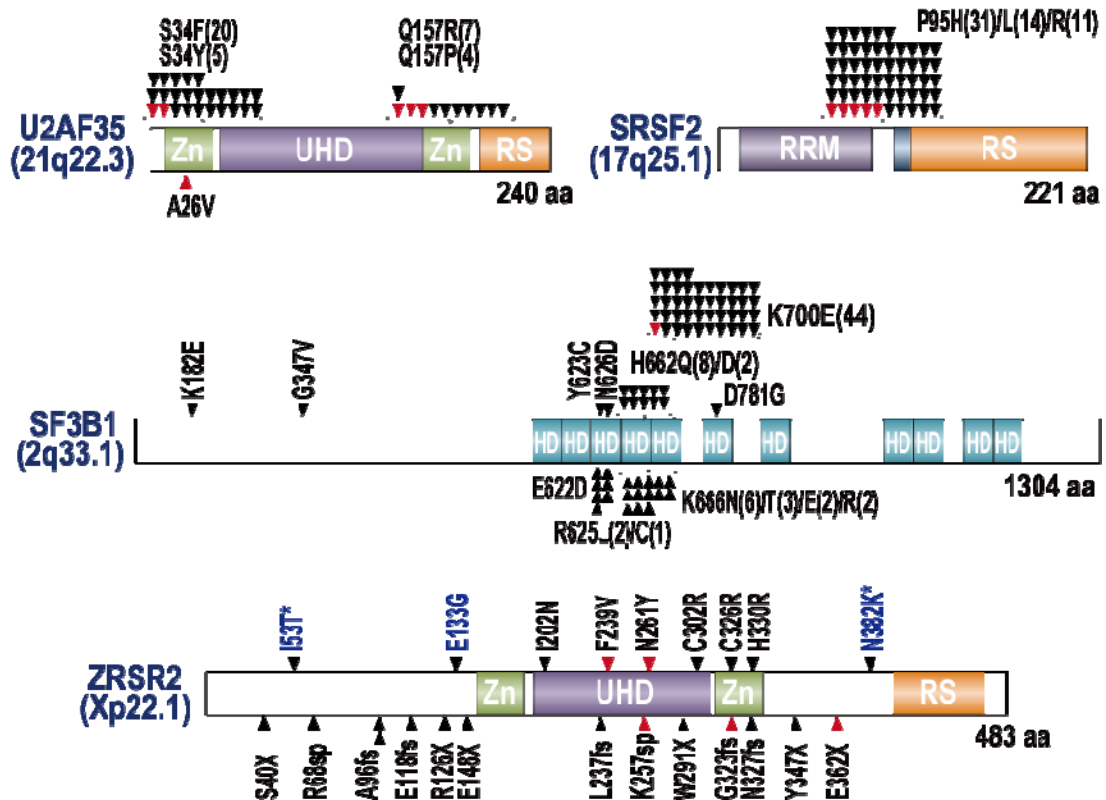 S34F(20)
S34Y(5)
Q157R(7)
Q157P(4)
P95H(31)/L(14)/R(11)
U2AF35
(21q22.3)
Zn
UHD
Zn
RS
A26V
240 aa
SRSF2
(17q25.1)
RRM
RS
221 aa
K700E(44)
K182E
G347V
Y623C
N626D
H662Q(8)/D(2)
D781G
SF3B1
(2q33.1)
HD
HD
HD
HD
HD
HD
HD
HD
HD
HD
HD
1304 aa
E622D
K666N(6)/T(3)/E(2)/R(2)
R625_(2)/C(1)
I53T*
E133G
I202N
F239V
N261Y
C302R
C326R
H330R
N382K*
ZRSR2
(Xp22.1)
Zn
UHD
Zn
RS
483 aa
S40X
R68sp
A96fs
E118fs
R126X
E148X
L237fs
K257sp
W291X
G323fs
N327fs
Y347X
E362X